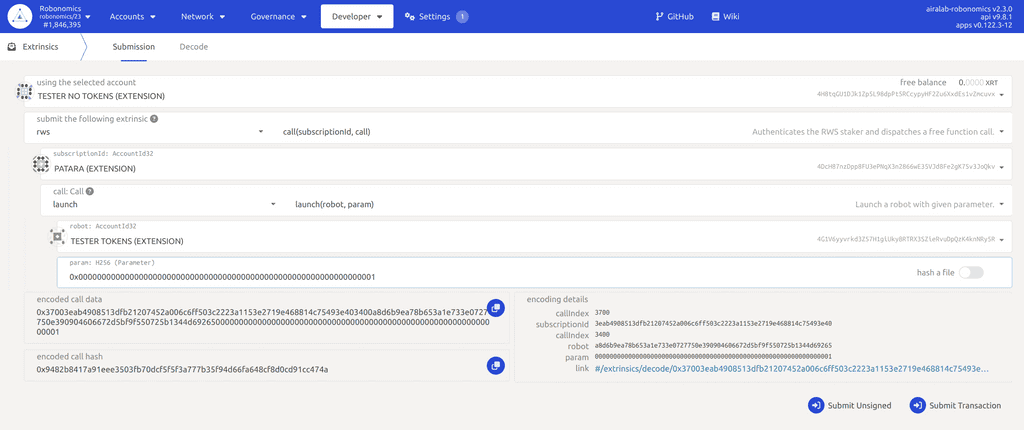 Robonomics
robonomics/23
#1,846,395
Accounts
Network
Governance
Developer
Settings
1
GitHub
Wiki
airalab-robonomics v2.3.0
api v9.8.1
apps v0.122.3-12
Extrinsics
Submission
Decode
using the selected account
TESTER NO TOKENS (EXTENSION)
free balance 0.0000 XRT
submit the following extrinsic
rws
call(subscriptionId, call)
Authenticates the RWS staker and dispatches a free function call.
subscriptionId: AccountId32
PATARA (EXTENSION)
call: Call
launch
launch(robot, param)
Launch a robot with given parameter.
robot: AccountId32
TESTER TOKENS (EXTENSION)
param: H256 (Parameter)
0x0000000000000000000000000000000000000000000000000000000000000001
hash a file
encoded call data
0x37003eab4908513dfb21207452a006c6ff503c2223a1153e2719e468814c75493e403400a8d6b9ea78b653a1e733e0727
750e390904606672d5bf9f550725b1344d692650000000000000000000000000000000000000000000000000000000000
00001
encoded call hash
0x9482b8417a91eee3503fb70dcf5f5f3a777b35f94d66fa648cf8d0cd91cc474a
encoding details
callIndex 3700
subscriptionId 3eab4908513dfb21207452a006c6ff503c2223a1153e2719e468814c75493e40
callIndex 3400
robot a8d6b9ea78b653a1e733e0727750e390904606672d5bf9f550725b1344d69265
param 0000000000000000000000000000000000000000000000000000000000000001
link #/extrinsics/decode/0x37003eab4908513dfb21207452a006c6ff503c2223a1153e2719e468814c75493e…
Submit Unsigned
Submit Transaction